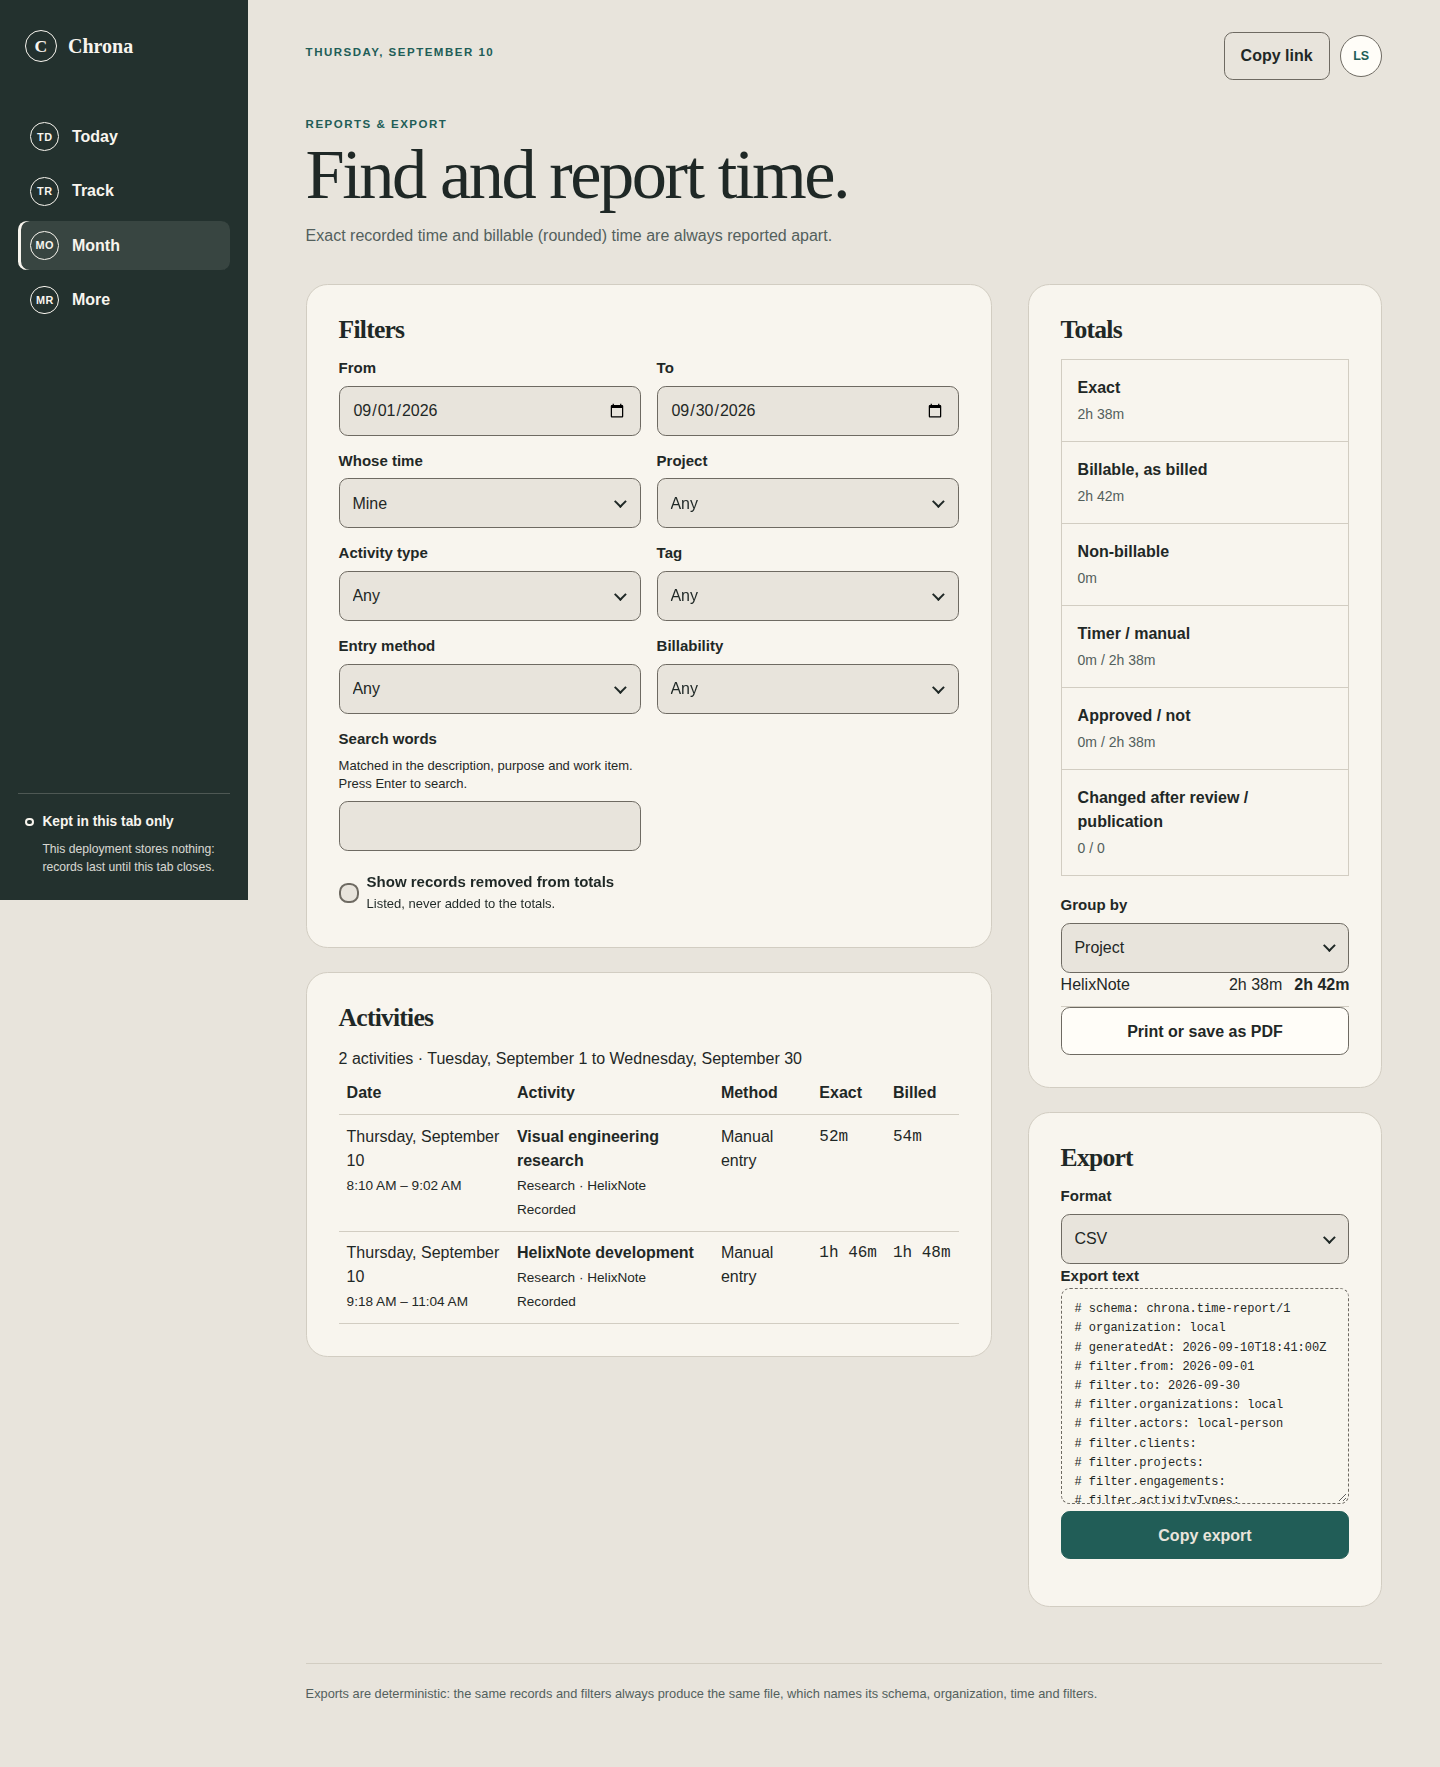 C Chrona
TD Today
TR Track
MO Month
MR More
Kept in this tab only
This deployment stores nothing:
records last until this tab closes.
THURSDAY, SEPTEMBER 10
Copy link
LS
REPORTS & EXPORT
Find and report time.
Exact recorded time and billable (rounded) time are always reported apart.
Filters
From To
09/01/2026 09/30/2026
Whose time Project
Mine Any
Activity type Tag
Any Any
Entry method Billability
Any Any
Search words
Matched in the description, purpose and work item.
Press Enter to search.
Show records removed from totals
Listed, never added to the totals.
Activities
2 activities · Tuesday, September 1 to Wednesday, September 30
Date Activity Method Exact Billed
Thursday, September Visual engineering Manual 52m 54m
10 research entry
8:10 AM – 9:02 AM Research · HelixNote
Recorded
Thursday, September HelixNote development Manual 1h 46m 1h 48m
10 Research · HelixNote entry
9:18 AM – 11:04 AM Recorded
Totals
Exact
2h 38m
Billable, as billed
2h 42m
Non-billable
0m
Timer / manual
0m / 2h 38m
Approved / not
0m / 2h 38m
Changed after review /
publication
0 / 0
Group by
Project
HelixNote 2h 38m 2h 42m
Print or save as PDF
Export
Format
CSV
Export text
# schema: chrona.time-report/1
# organization: local
# generatedAt: 2026-09-10T18:41:00Z
# filter.from: 2026-09-01
# filter.to: 2026-09-30
# filter.organizations: local
# filter.actors: local-person
# filter.clients:
# filter.projects:
# filter.engagements:
# filter.activityTypes:
Copy export
Exports are deterministic: the same records and filters always produce the same file, which names its schema, organization, time and filters.